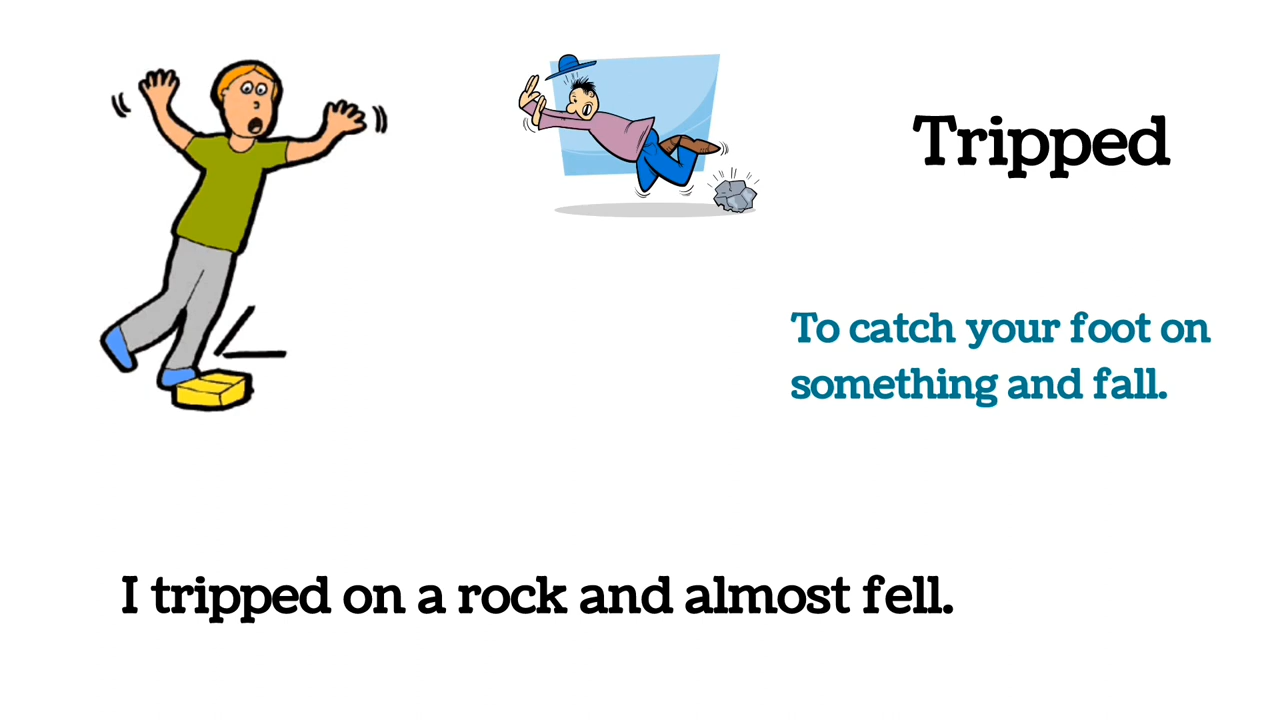 Tripped
To catch your foot on
something and fall.
I tripped on a rock and almost fell.